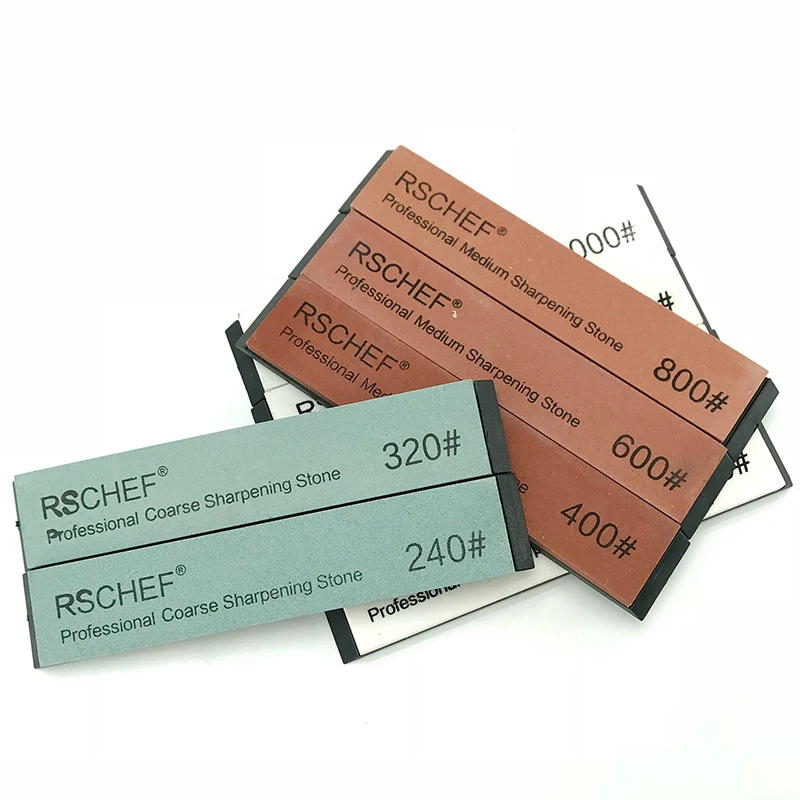 RSCHEF®
Professional Medium Sharpening Stone
800#
RSCHEF®
Professional Medium Sharpening Stone
600#
RSCHEF®
Professional
400#
000#
#
RSCHEF®
Professional Coarse Sharpening Stone
320#
RSCHEF®
Professional Coarse Sharpening Stone
240#
Professional